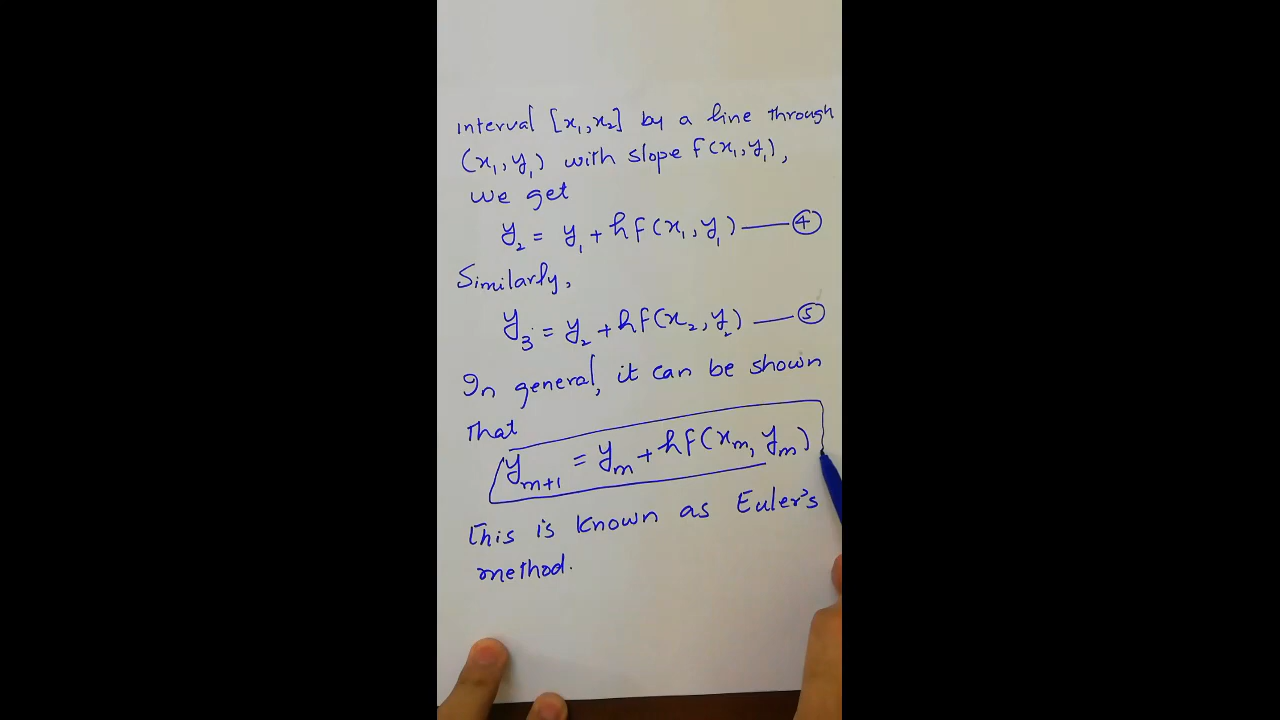 interval [x₁, x₂] by a line through
(x₁, y₁) with slope f(x₁, y₁),
we get
y₂ = y₁ + hf(x₁, y₁) —— ④
Similarly,
y₃ = y₂ + hf(x₂, y₂) —— ⑤
In general, it can be shown
that
yₘ₊₁ = yₘ + hf(xₘ, yₘ)
This is known as Euler's
method.